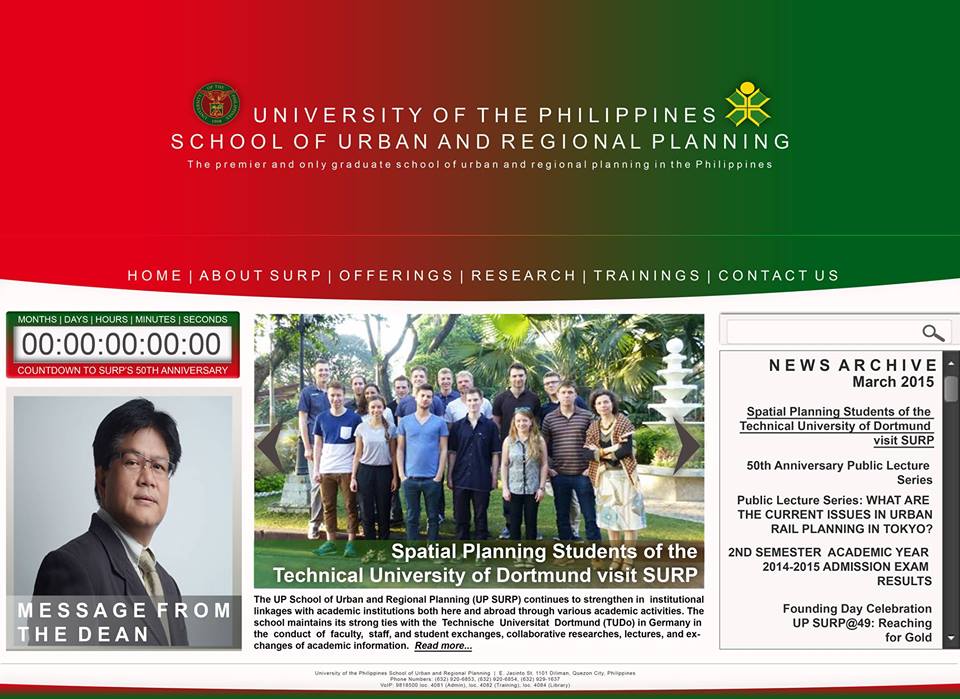 UNIVERSITY OF THE PHILIPPINES
SCHOOL OF URBAN AND REGIONAL PLANNING
The premier and only graduate school of urban and regional planning in the Philippines
HOME | ABOUT SURP | OFFERINGS | RESEARCH | TRAININGS | CONTACT US
MONTHS | DAYS | HOURS | MINUTES | SECONDS
00:00:00:00:00
COUNTDOWN TO SURP'S 50TH ANNIVERSARY
MESSAGE FROM
THE DEAN
Spatial Planning Students of the
Technical University of Dortmund visit SURP
The UP School of Urban and Regional Planning (UP SURP) continues to strengthen in institutional
linkages with academic institutions both here and abroad through various academic activities. The
school maintains its strong ties with the Technische Universitat Dortmund (TUDo) in Germany in
the conduct of faculty, staff, and student exchanges, collaborative researches, lectures, and ex-
changes of academic information. Read more...
NEWS ARCHIVE
March 2015
Spatial Planning Students of the
Technical University of Dortmund
visit SURP
50th Anniversary Public Lecture
Series
Public Lecture Series: WHAT ARE
THE CURRENT ISSUES IN URBAN
RAIL PLANNING IN TOKYO?
2ND SEMESTER ACADEMIC YEAR
2014-2015 ADMISSION EXAM
RESULTS
Founding Day Celebration
UP SURP@49: Reaching
for Gold
University of the Philippines School of Urban and Regional Planning | E. Jacinto St, 1101 Diliman, Quezon City, Philippines
Phone Numbers: (632) 920-6853, (632) 920-6854, (632) 929-1637
VoIP: 9818500 loc. 4081 (Admin), loc. 4082 (Training), loc. 4084 (Library)